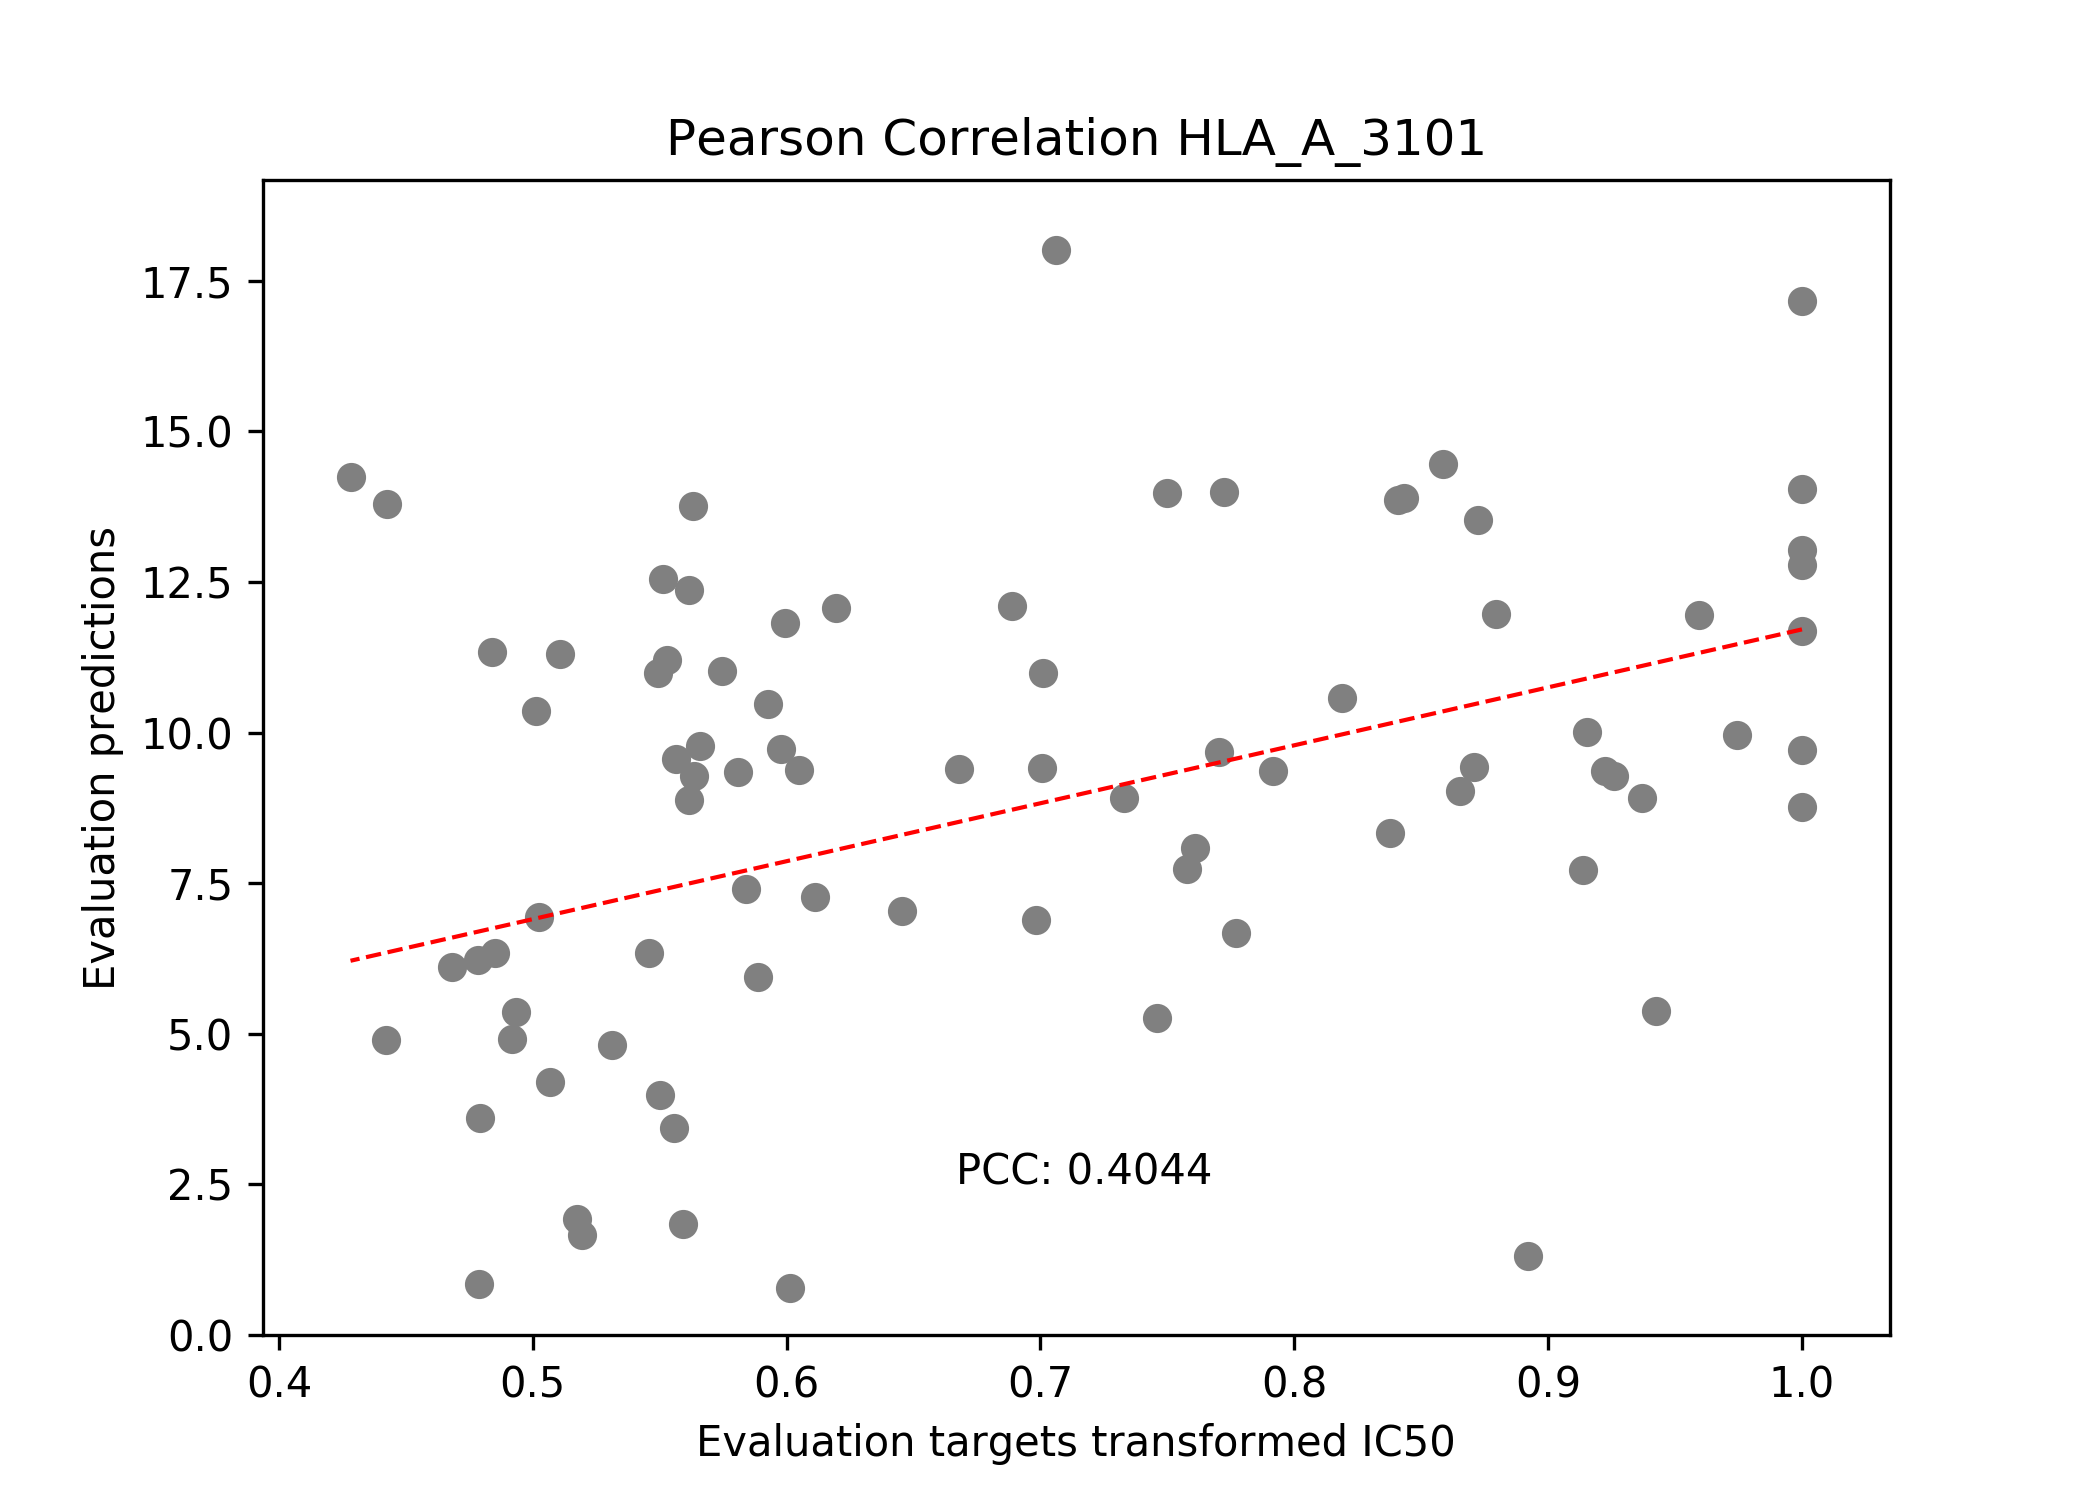 Pearson Correlation HLA_A_3101
Evaluation predictions
17.5
15.0
12.5
10.0
7.5
5.0
2.5
0.0
PCC: 0.4044
0.4 0.5 0.6 0.7 0.8 0.9 1.0
Evaluation targets transformed IC50